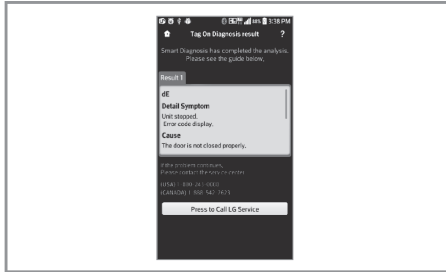 3:38 PM
Tag On Diagnosis result ?
Smart Diagnosis has completed the analysis.
Please see the guide below.
Result 1
dE
Detail Symptom
Unit stopped.
Error code display.
Cause
The door is not closed properly.
If the problem continues,
Please contact the service center
(USA) 1-800-243-0000
(CANADA) 1-888-542-2623
Press to Call LG Service